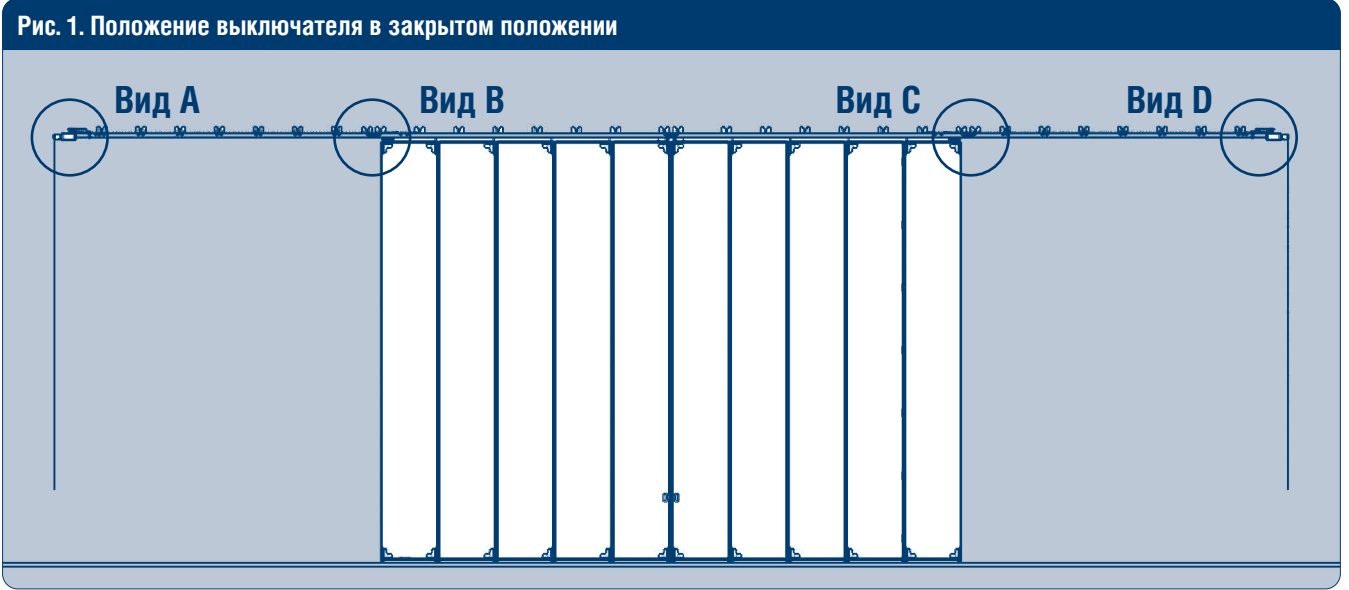 Рис. 1. Положение выключателя в закрытом положении
Вид A
Вид B
Вид C
Вид D